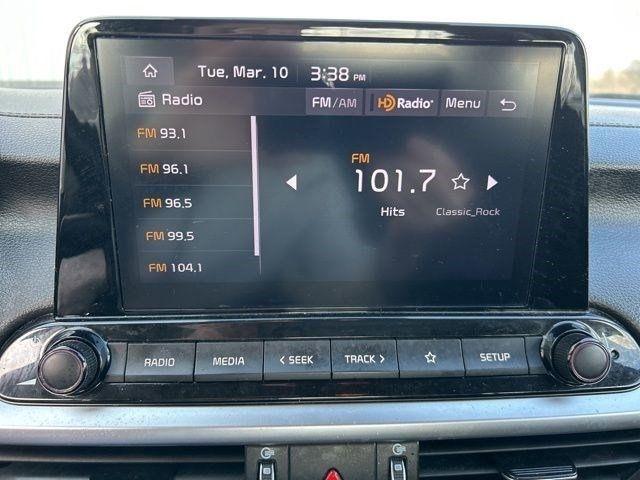 Tue, Mar. 10 3:38 PM
Radio FM/AM HD Radio Menu
FM 93.1
FM 96.1
FM 96.5
FM 99.5
FM 104.1
FM
101.7
Hits Classic_Rock
RADIO MEDIA < SEEK TRACK > SETUP